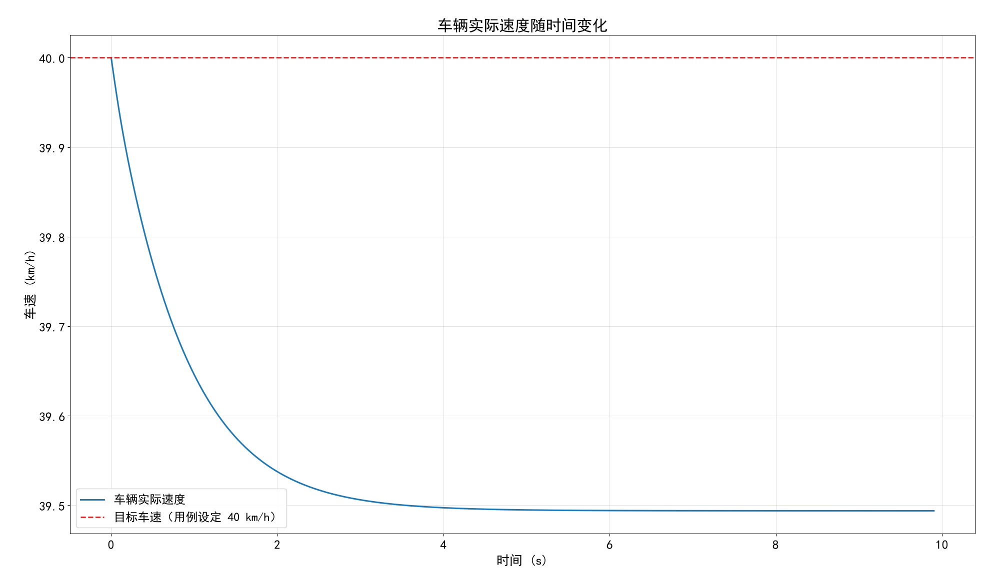 车辆实际速度随时间变化
40.0
39.9
39.8
39.7
39.6
39.5
车速 (km/h)
车辆实际速度
目标车速（用例设定 40 km/h）
0 2 4 6 8 10
时间 (s)